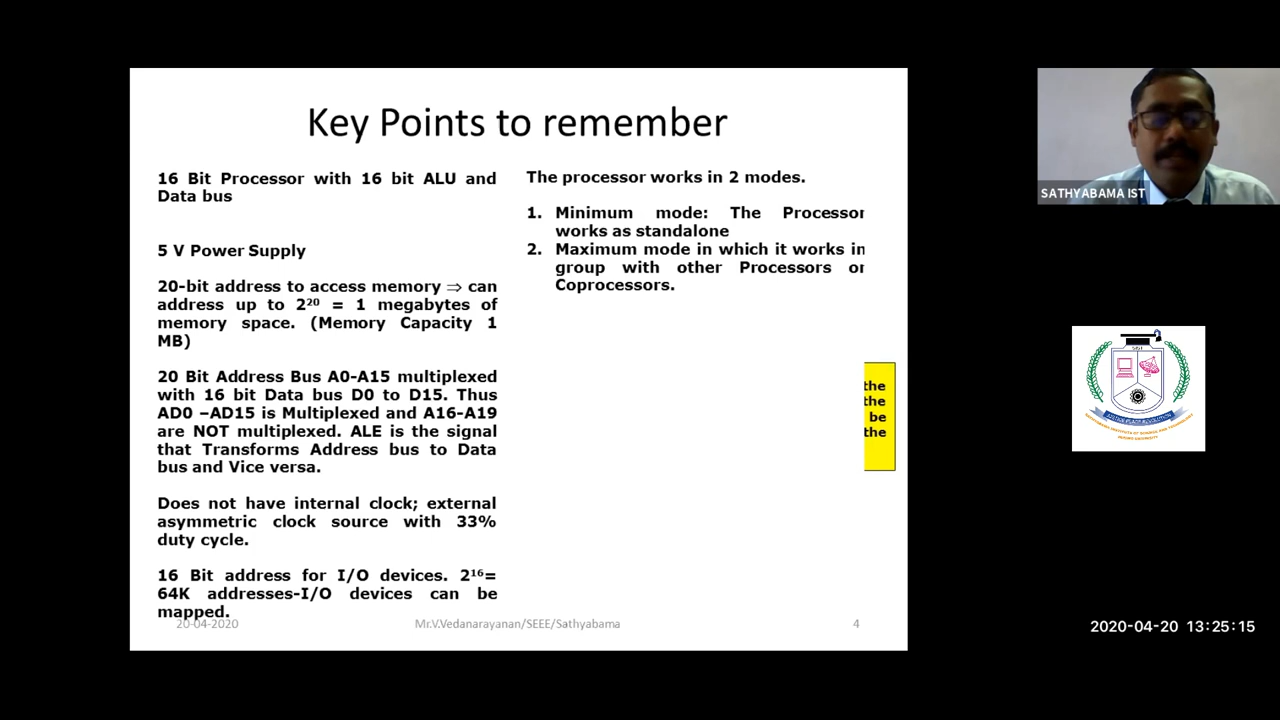 Key Points to remember
16 Bit Processor with 16 bit ALU and
Data bus
5 V Power Supply
20-bit address to access memory ⇒ can
address up to 2²⁰ = 1 megabytes of
memory space. (Memory Capacity 1
MB)
20 Bit Address Bus A0-A15 multiplexed
with 16 bit Data bus D0 to D15. Thus
AD0 –AD15 is Multiplexed and A16-A19
are NOT multiplexed. ALE is the signal
that Transforms Address bus to Data
bus and Vice versa.
Does not have internal clock; external
asymmetric clock source with 33%
duty cycle.
16 Bit address for I/O devices. 2¹⁶=
64K addresses-I/O devices can be
mapped.
The processor works in 2 modes.
1. Minimum mode: The Processor
works as standalone
2. Maximum mode in which it works in
group with other Processors or
Coprocessors.
the
the
be
the
20-04-2020
Mr.V.Vedanarayanan/SEEE/Sathyabama
4
SATHYABAMA IST
2020-04-20 13:25:15